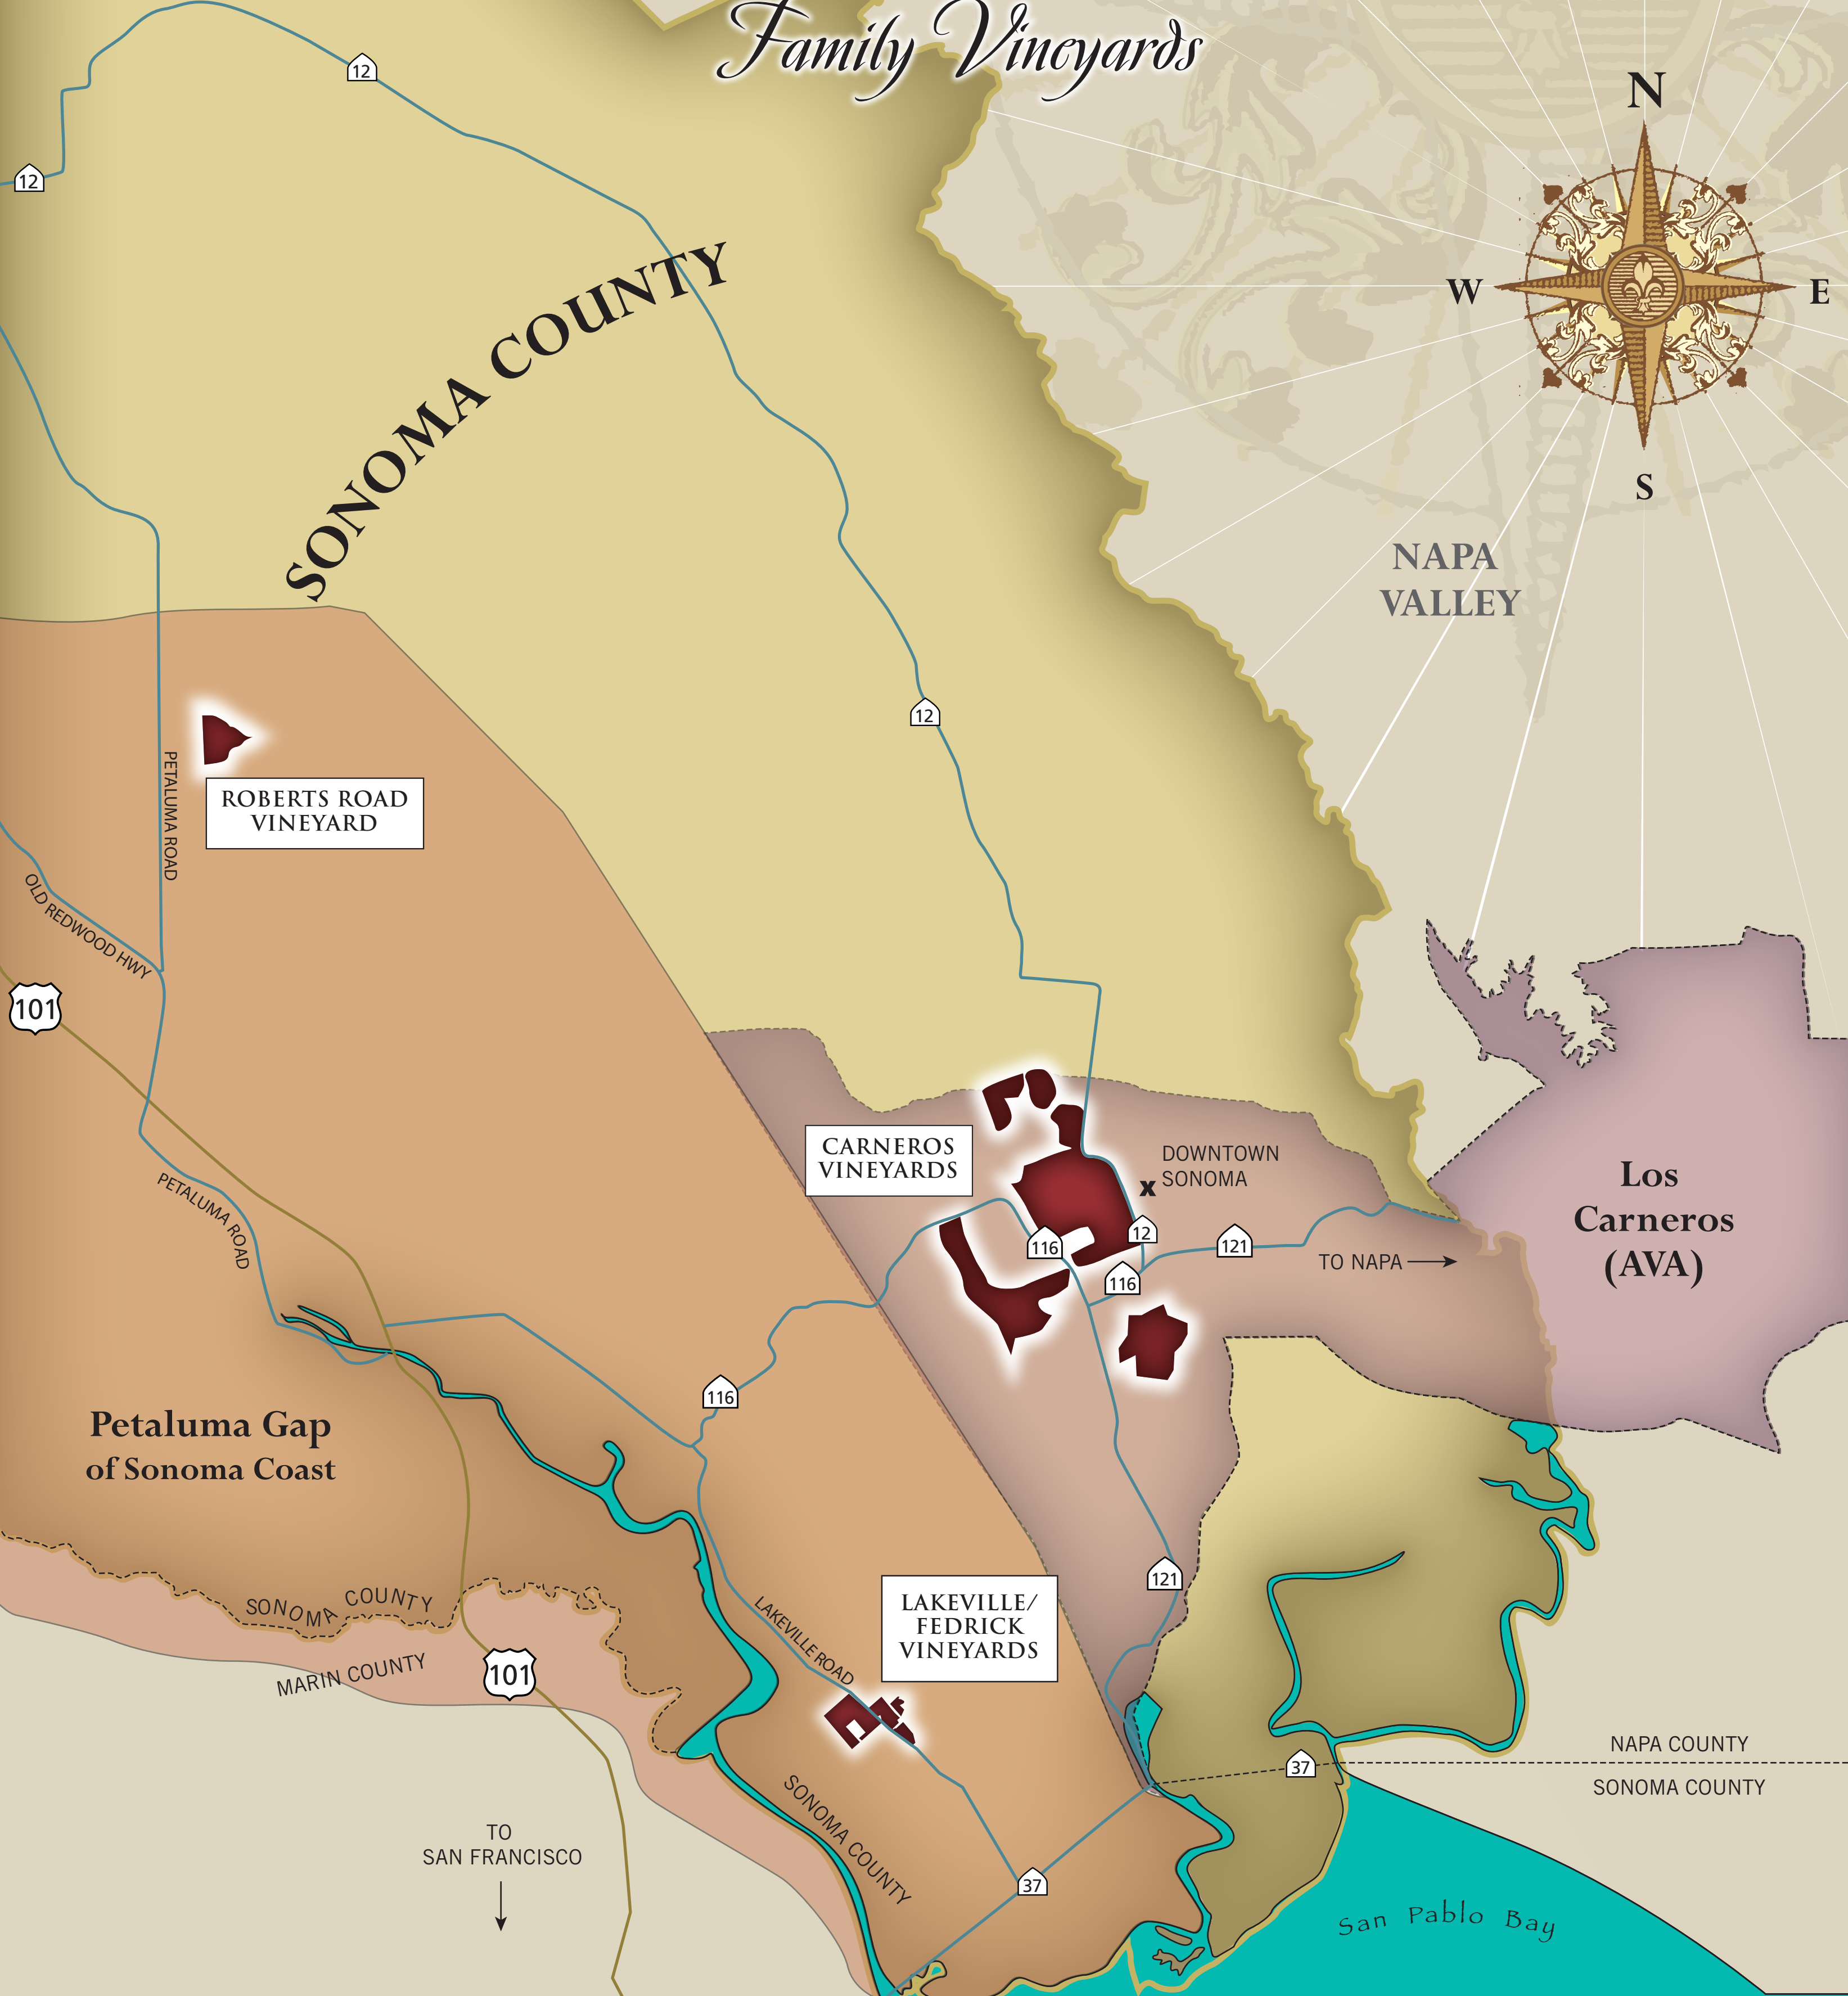 Family Vineyards
N
W
E
S
12
12
SONOMA COUNTY
NAPA
VALLEY
12
PETALUMA ROAD
ROBERTS ROAD
VINEYARD
OLD REDWOOD HWY
101
CARNEROS
VINEYARDS
DOWNTOWN
SONOMA
x
Los
Carneros
(AVA)
PETALUMA ROAD
116
12
121
116
TO NAPA
116
Petaluma Gap
of Sonoma Coast
121
SONOMA COUNTY
MARIN COUNTY
101
LAKEVILLE ROAD
LAKEVILLE/
FEDRICK
VINEYARDS
37
NAPA COUNTY
SONOMA COUNTY
TO
SAN FRANCISCO
SONOMA COUNTY
37
San Pablo Bay